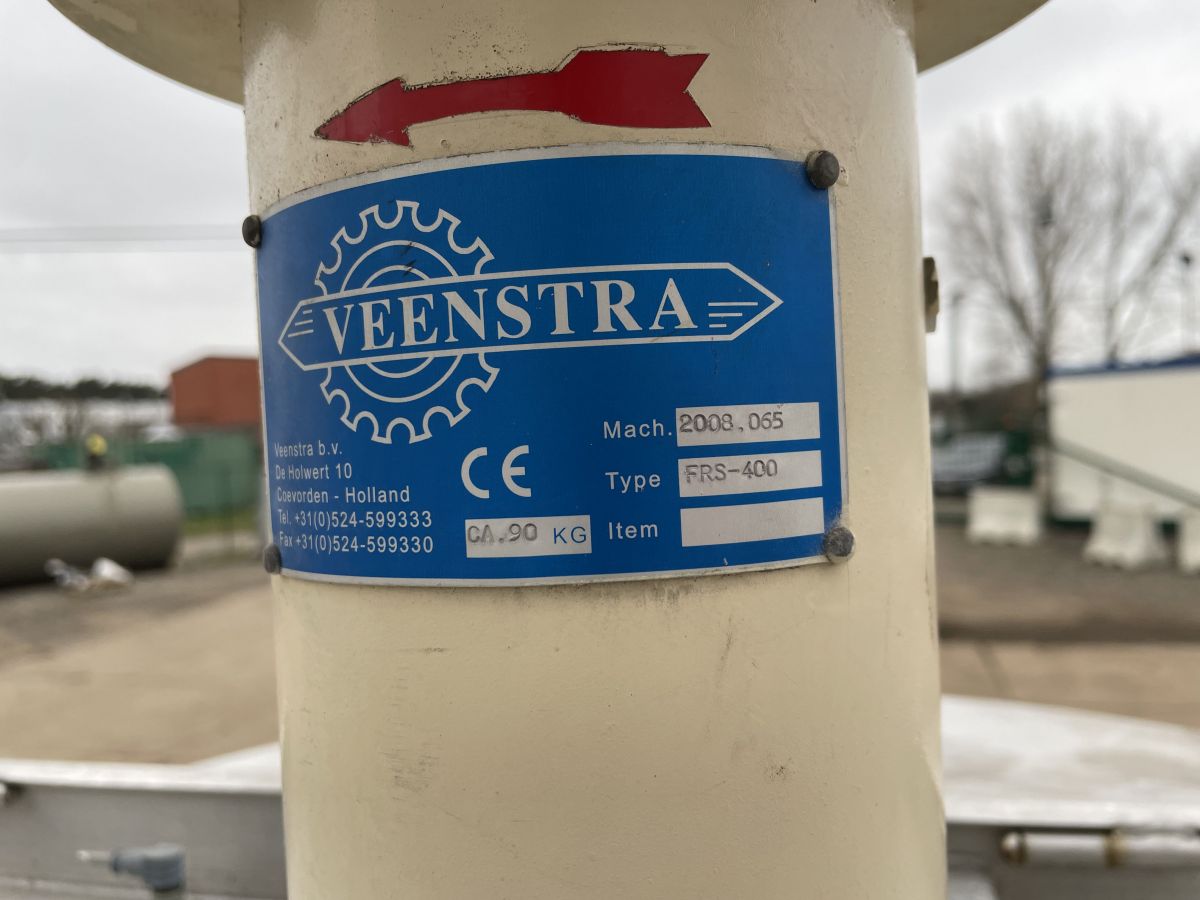 VEENSTRA
Veenstra b.v.
De Holwert 10
Coevorden - Holland
Tel. +31(0)524-599333
Fax +31(0)524-599330
CE
CA.90 KG
Mach. 2008.065
Type FRS-400
Item